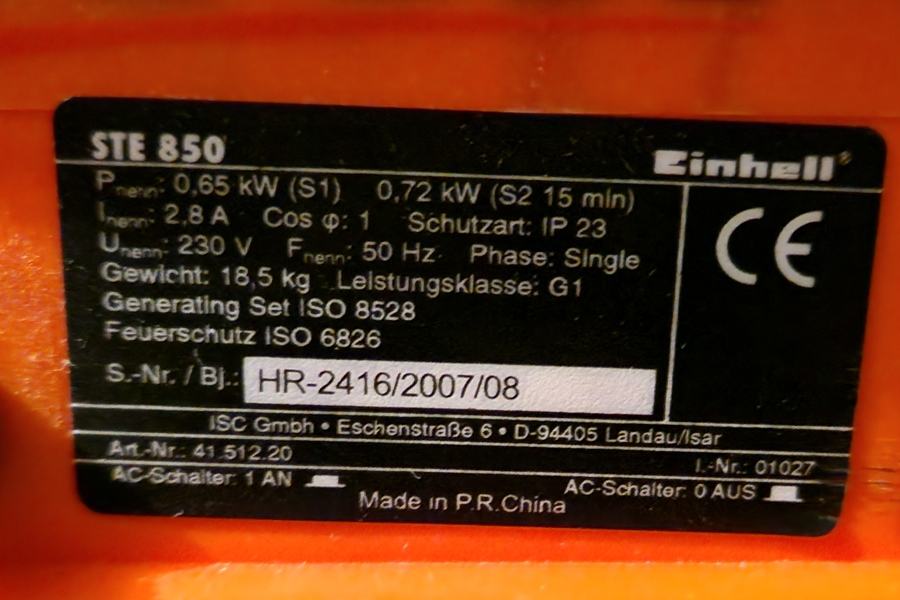 STE 850
Einhell®
Pnenn: 0,65 kW (S1) 0,72 kW (S2 15 min)
Inenn: 2,8 A Cos φ: 1 Schutzart: IP 23
Unenn: 230 V Fnenn: 50 Hz Phase: Single
Gewicht: 18,5 kg Leistungsklasse: G1
Generating Set ISO 8528
Feuerschutz ISO 6826
CE
S.-Nr. / Bj.: HR-2416/2007/08
ISC Gmbh • Eschenstraße 6 • D-94405 Landau/Isar
Art.-Nr.: 41.512.20 I.-Nr.: 01027
AC-Schalter: 1 AN AC-Schalter: 0 AUS
Made in P.R.China